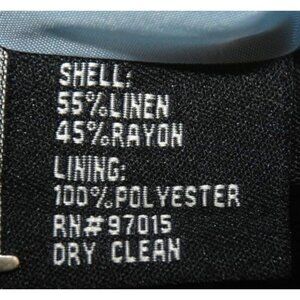 SHELL:
55%LINEN
45%RAYON
LINING:
100%POLYESTER
RN#97015
DRY CLEAN